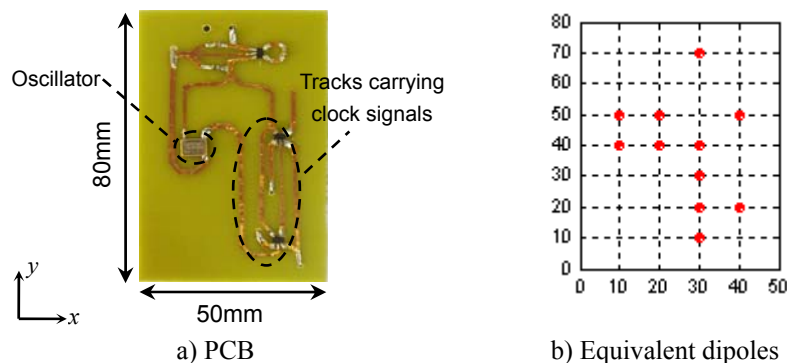 Oscillator
Tracks carrying
clock signals
80mm
50mm
y
x
a) PCB
80
70
60
50
40
30
20
10
0
0 10 20 30 40 50
b) Equivalent dipoles